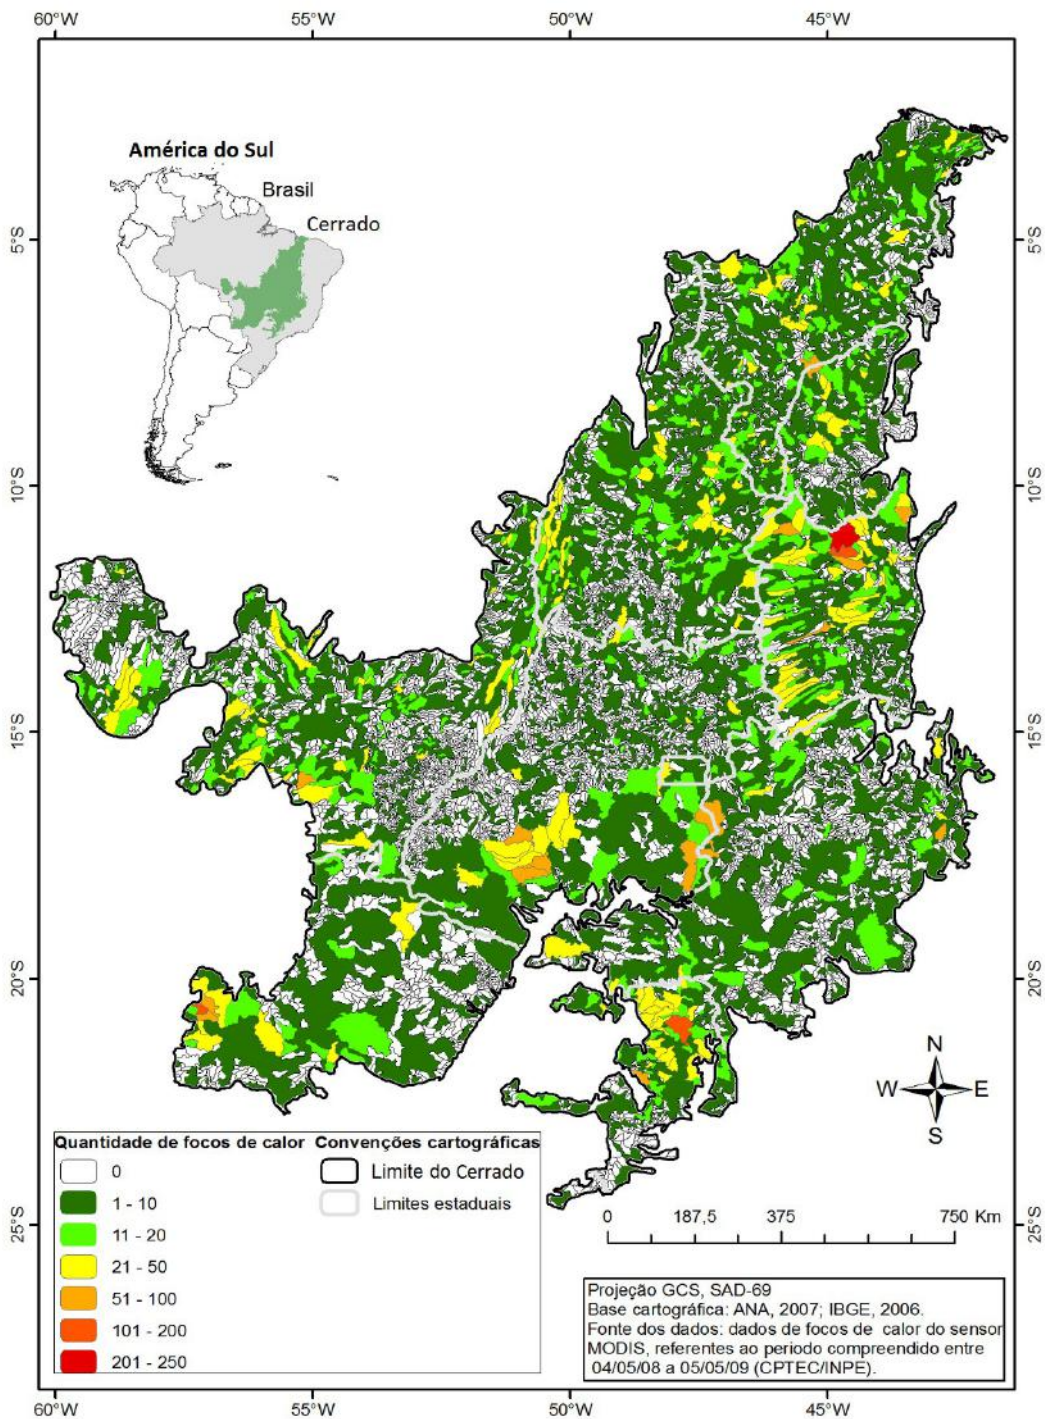 60°W 55°W 50°W 45°W
América do Sul
Brasil
Cerrado
5°S 5°S
10°S 10°S
15°S 15°S
20°S 20°S
25°S 25°S
N
W E
S
Quantidade de focos de calor
0
1 - 10
11 - 20
21 - 50
51 - 100
101 - 200
201 - 250
Convenções cartográficas
Limite do Cerrado
Limites estaduais
0 187,5 375 750 Km
Projeção GCS, SAD-69
Base cartográfica: ANA, 2007; IBGE, 2006.
Fonte dos dados: dados de focos de calor do sensor
MODIS, referentes ao periodo compreendido entre
04/05/08 a 05/05/09 (CPTEC/INPE).
60°W 55°W 50°W 45°W